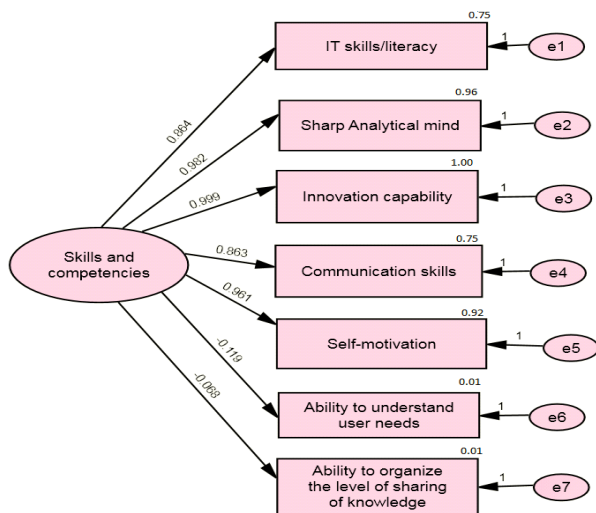 0.75
IT skills/literacy
1
e1
0.864
0.96
Sharp Analytical mind
1
e2
0.982
1.00
Innovation capability
1
e3
0.999
Skills and
competencies
0.75
Communication skills
1
e4
0.863
0.92
Self-motivation
1
e5
0.961
0.01
Ability to understand
user needs
1
e6
-0.119
0.01
Ability to organize
the level of sharing
of knowledge
1
e7
-0.068